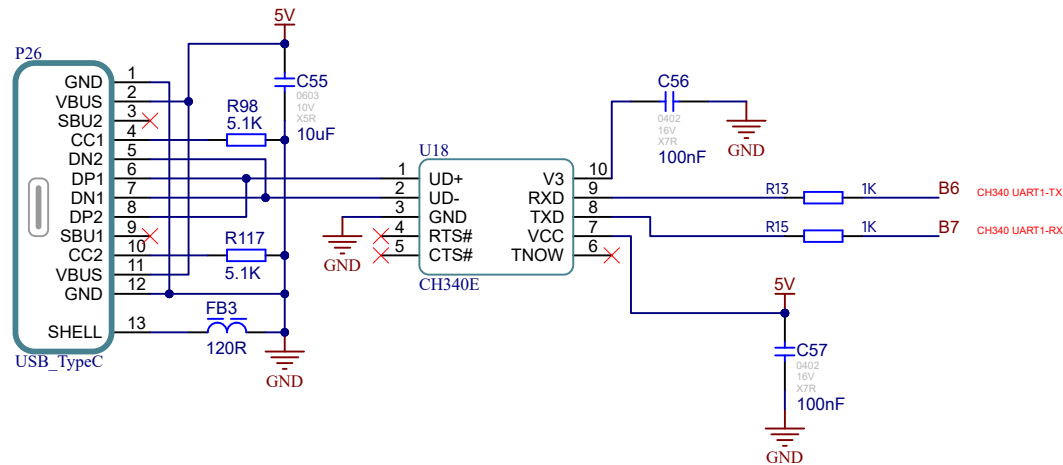 5V
P26
GND 1
VBUS 2
SBU2 3
CC1 4
DN2 5
DP1 6
DN1 7
DP2 8
SBU1 9
CC2 10
VBUS 11
GND 12
SHELL 13
USB_TypeC
C55
0603
10V
X5R
10uF
R98
5.1K
R117
5.1K
FB3
120R
GND
U18
1 UD+
2 UD-
3 GND
4 RTS#
5 CTS#
V3 10
RXD 9
TXD 8
VCC 7
TNOW 6
CH340E
GND
C56
0402
16V
X7R
100nF
GND
R13 1K B6 CH340 UART1-TX
R15 1K B7 CH340 UART1-RX
5V
C57
0402
16V
X7R
100nF
GND